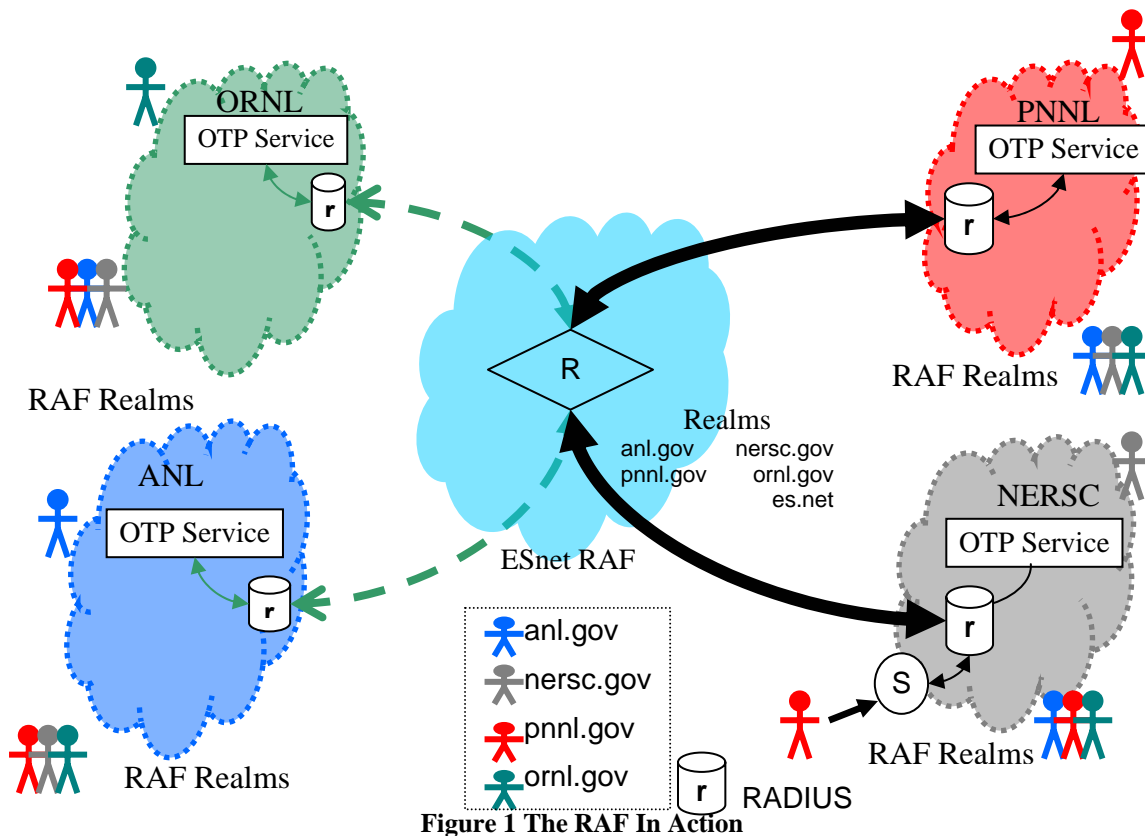 ORNL
OTP Service
r
RAF Realms
PNNL
OTP Service
r
RAF Realms
R
Realms
anl.gov nersc.gov
pnnl.gov ornl.gov
es.net
ESnet RAF
ANL
OTP Service
r
RAF Realms
NERSC
OTP Service
r
S
RAF Realms
anl.gov
nersc.gov
pnnl.gov
ornl.gov
r RADIUS
Figure 1 The RAF In Action